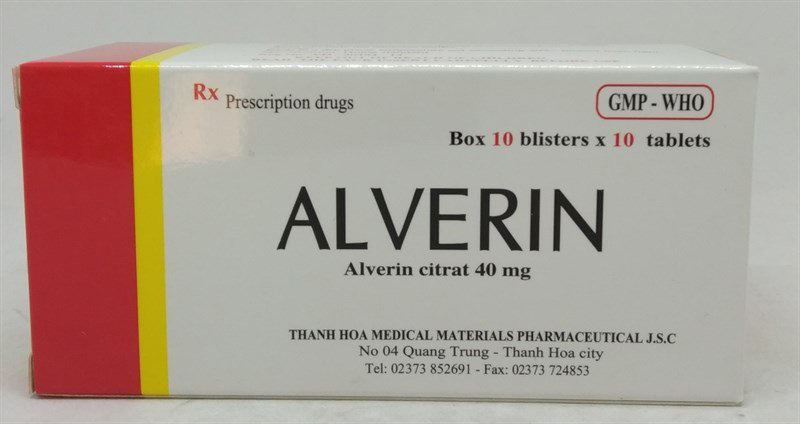 Rx Prescription drugs
GMP - WHO
Box 10 blisters x 10 tablets
ALVERIN
Alverin citrat 40 mg
THANH HOA MEDICAL MATERIALS PHARMACEUTICAL J.S.C
No 04 Quang Trung - Thanh Hoa city
Tel: 02373 852691 - Fax: 02373 724853